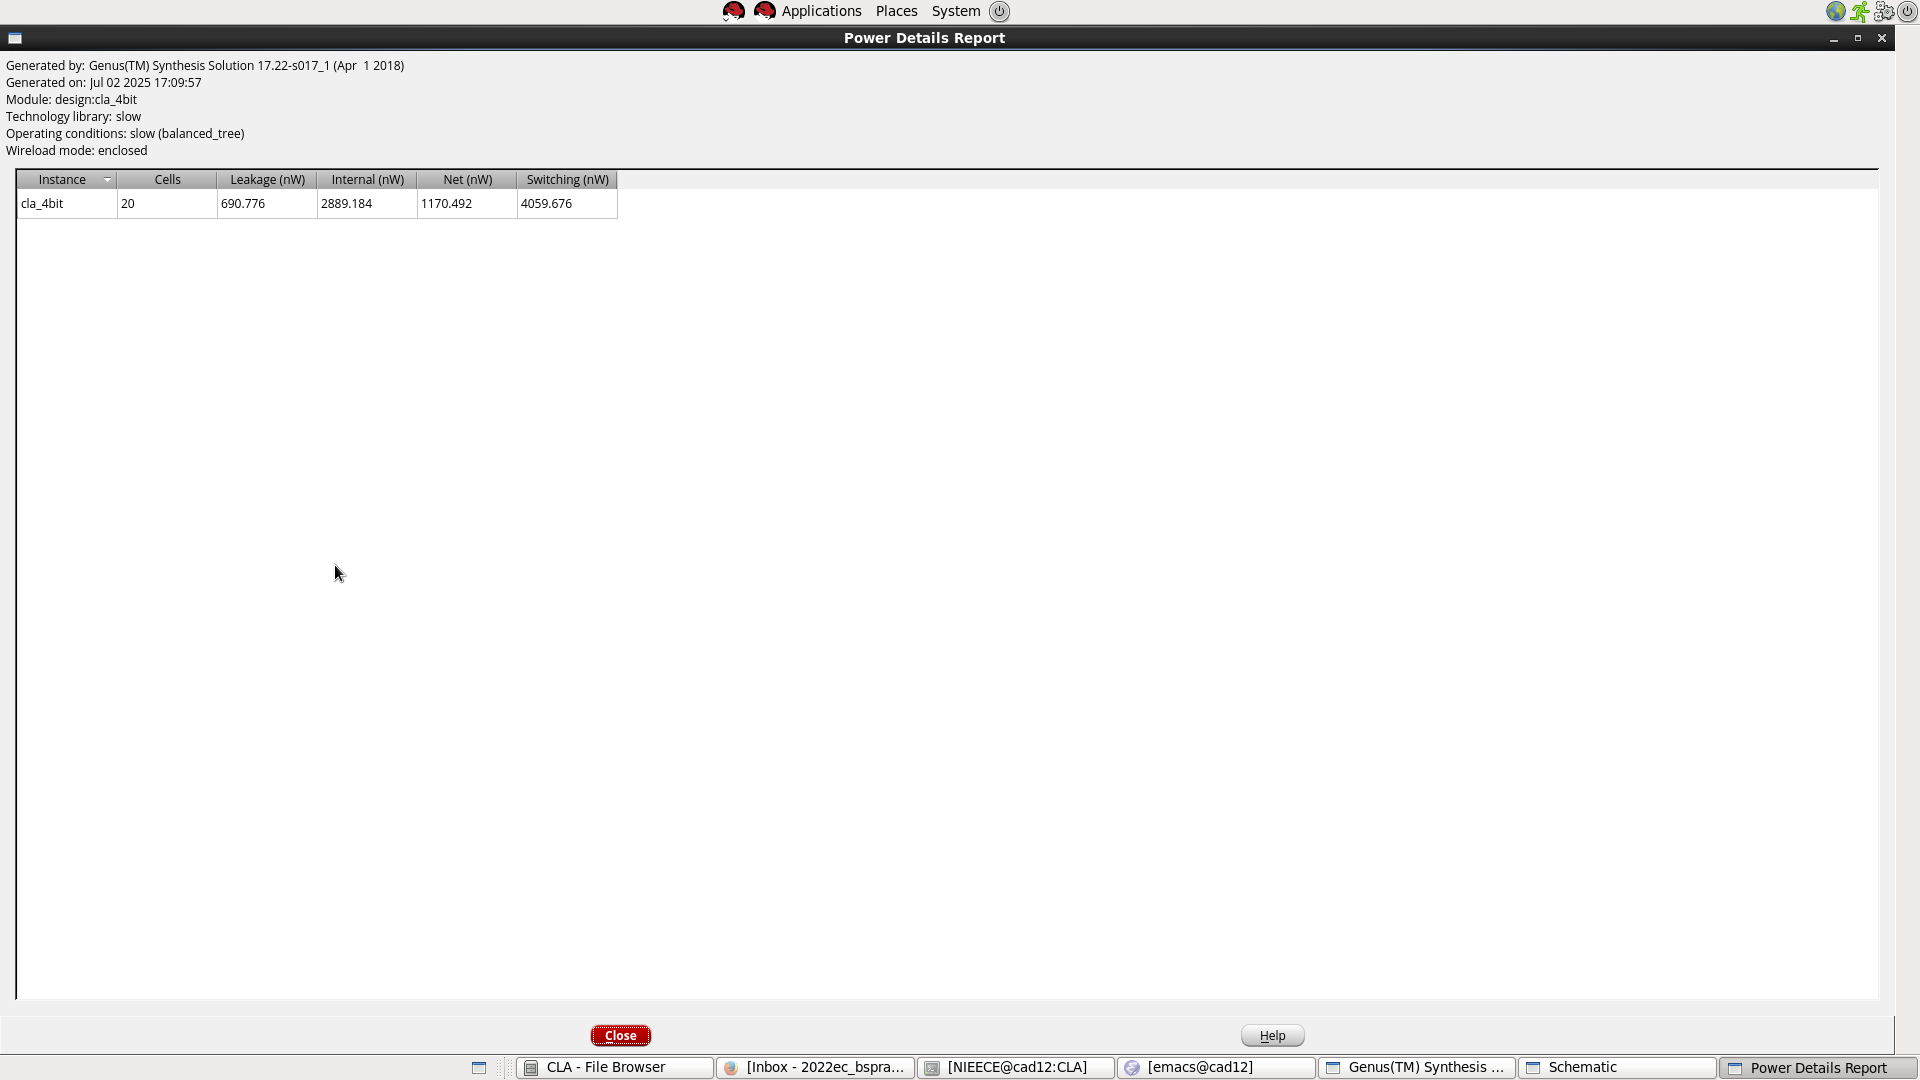 Applications Places System
Power Details Report
Generated by: Genus(TM) Synthesis Solution 17.22-s017_1 (Apr  1 2018)
Generated on: Jul 02 2025 17:09:57
Module: design:cla_4bit
Technology library: slow
Operating conditions: slow (balanced_tree)
Wireload mode: enclosed
Instance Cells Leakage (nW) Internal (nW) Net (nW) Switching (nW)
cla_4bit 20 690.776 2889.184 1170.492 4059.676
Close Help
CLA - File Browser [Inbox - 2022ec_bspra... [NIEECE@cad12:CLA] [emacs@cad12] Genus(TM) Synthesis ... Schematic Power Details Report